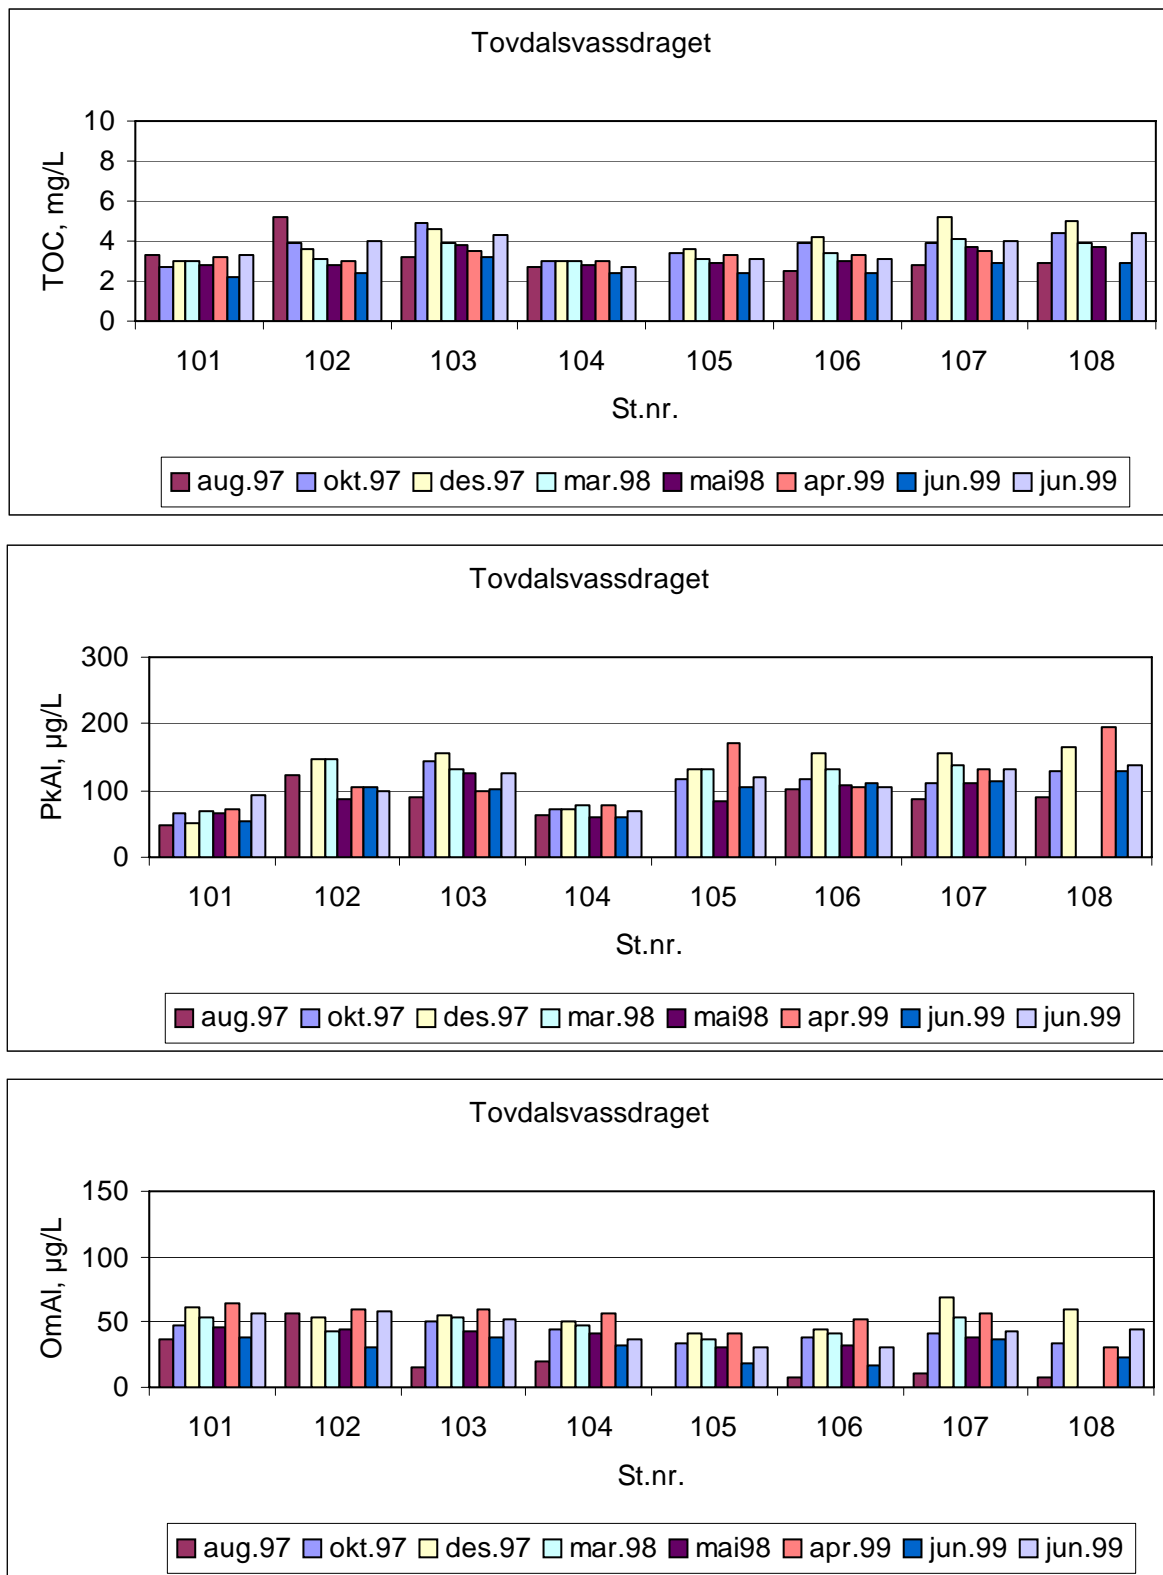 Tovdalsvassdraget
TOC, mg/L
10
8
6
4
2
0
101 102 103 104 105 106 107 108
St.nr.
aug.97 okt.97 des.97 mar.98 mai98 apr.99 jun.99 jun.99
Tovdalsvassdraget
PkAl, µg/L
300
200
100
0
101 102 103 104 105 106 107 108
St.nr.
aug.97 okt.97 des.97 mar.98 mai98 apr.99 jun.99 jun.99
Tovdalsvassdraget
OmAl, µg/L
150
100
50
0
101 102 103 104 105 106 107 108
St.nr.
aug.97 okt.97 des.97 mar.98 mai98 apr.99 jun.99 jun.99